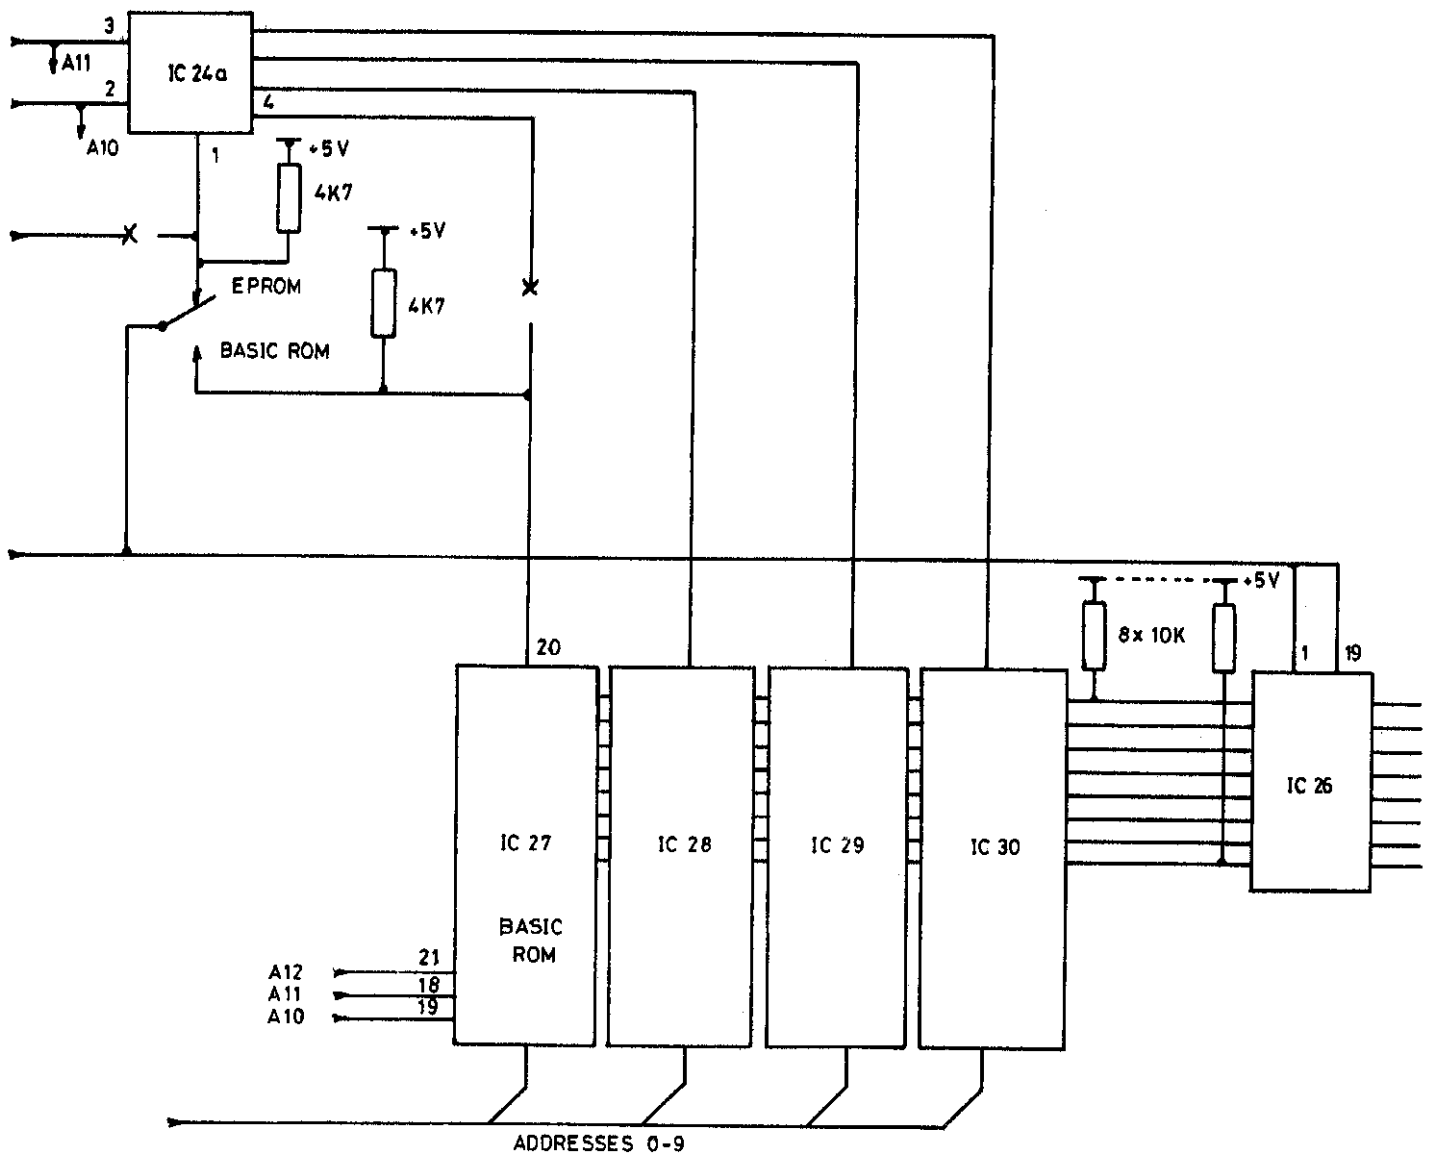 3
A11
IC 24a
2
A10
4
1
+5V
4K7
+5V
4K7
EPROM
BASIC ROM
+5V
8x 10K
20
1
19
IC 27
IC 28
IC 29
IC 30
IC 26
BASIC
ROM
A12
21
A11
18
A10
19
ADDRESSES 0-9